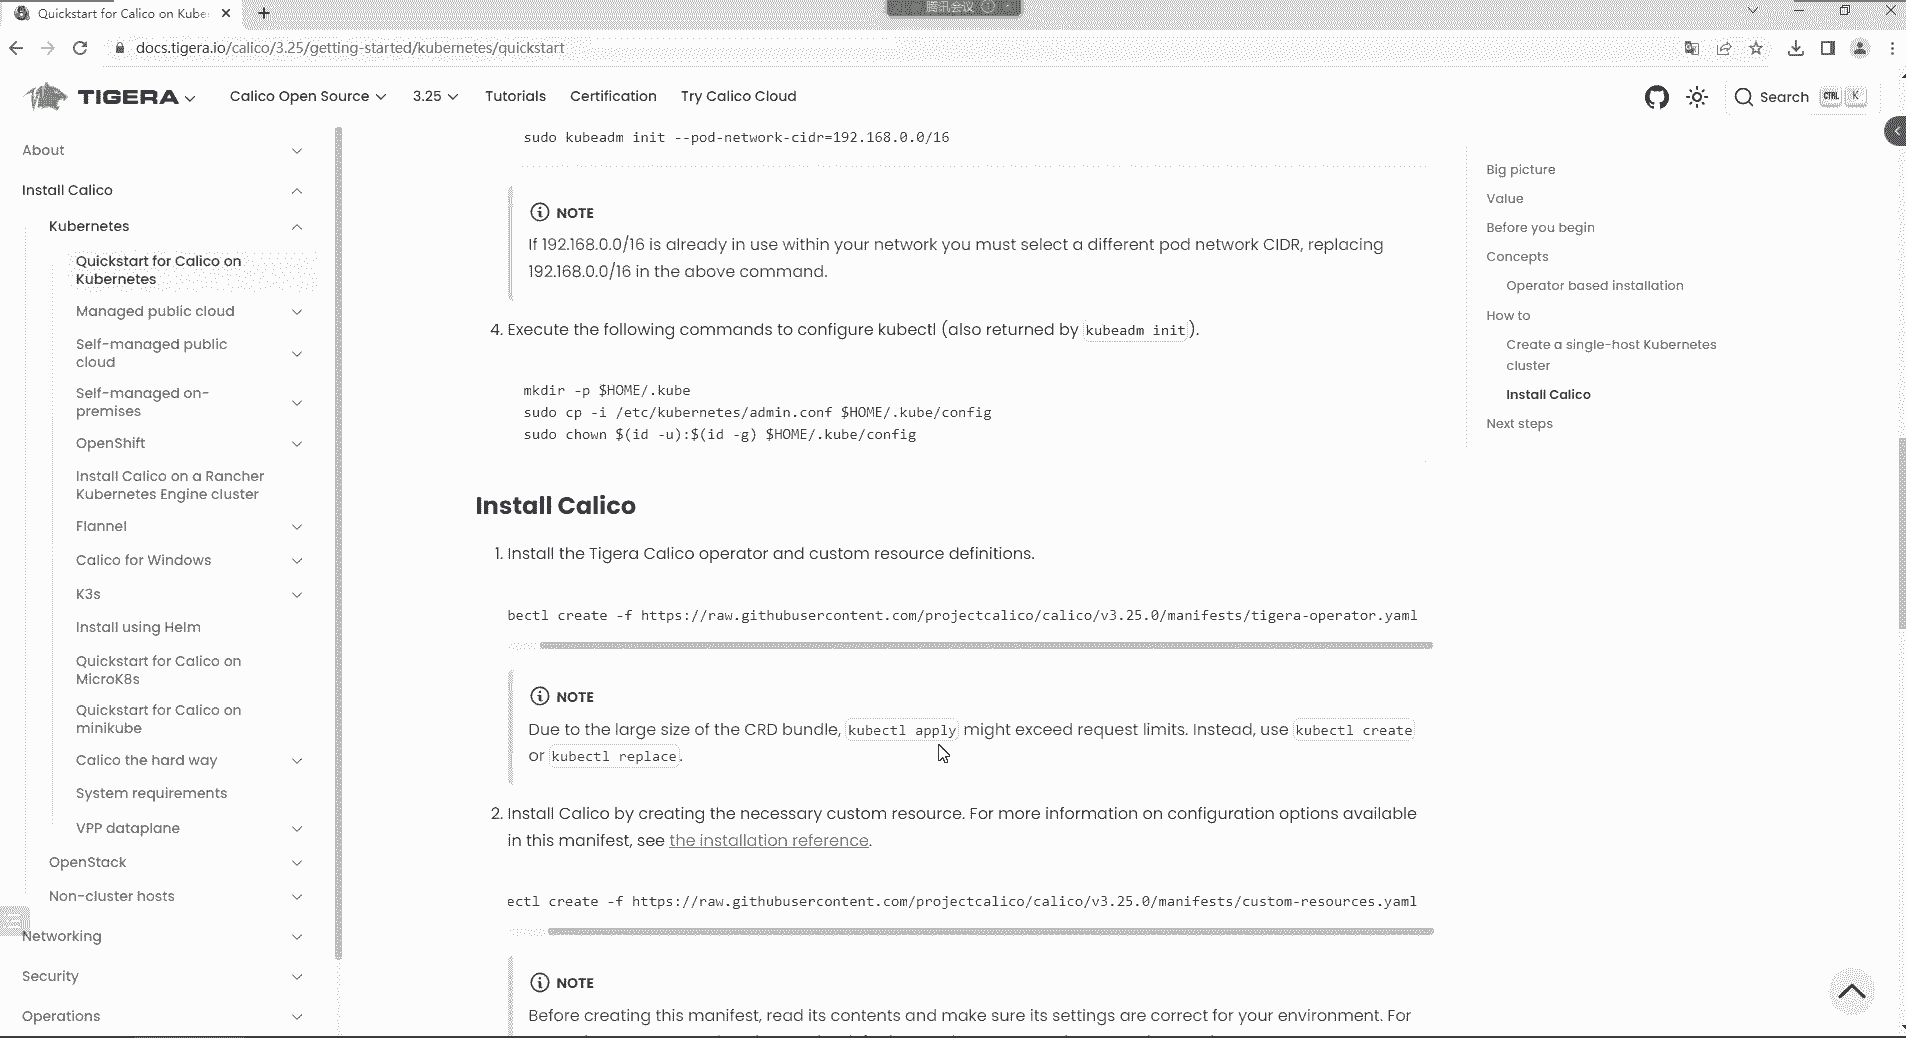 Quickstart for Calico on Kube
腾讯会议
docs.tigera.io/calico/3.25/getting-started/kubernetes/quickstart
TIGERA
Calico Open Source
3.25
Tutorials
Certification
Try Calico Cloud
Search
CTRL
K
About
Install Calico
Kubernetes
Quickstart for Calico on
Kubernetes
Managed public cloud
Self-managed public
cloud
Self-managed on-
premises
OpenShift
Install Calico on a Rancher
Kubernetes Engine cluster
Flannel
Calico for Windows
K3s
Install using Helm
Quickstart for Calico on
MicroK8s
Quickstart for Calico on
minikube
Calico the hard way
System requirements
VPP dataplane
OpenStack
Non-cluster hosts
Networking
Security
Operations
sudo kubeadm init --pod-network-cidr=192.168.0.0/16
NOTE
If 192.168.0.0/16 is already in use within your network you must select a different pod network CIDR, replacing
192.168.0.0/16 in the above command.
4. Execute the following commands to configure kubectl (also returned by kubeadm init).
mkdir -p $HOME/.kube
sudo cp -i /etc/kubernetes/admin.conf $HOME/.kube/config
sudo chown $(id -u):$(id -g) $HOME/.kube/config
Install Calico
1. Install the Tigera Calico operator and custom resource definitions.
bectl create -f https://raw.githubusercontent.com/projectcalico/calico/v3.25.0/manifests/tigera-operator.yaml
NOTE
Due to the large size of the CRD bundle, kubectl apply might exceed request limits. Instead, use kubectl create
or kubectl replace.
2. Install Calico by creating the necessary custom resource. For more information on configuration options available
in this manifest, see the installation reference.
ectl create -f https://raw.githubusercontent.com/projectcalico/calico/v3.25.0/manifests/custom-resources.yaml
NOTE
Before creating this manifest, read its contents and make sure its settings are correct for your environment. For
Big picture
Value
Before you begin
Concepts
Operator based installation
How to
Create a single-host Kubernetes
cluster
Install Calico
Next steps